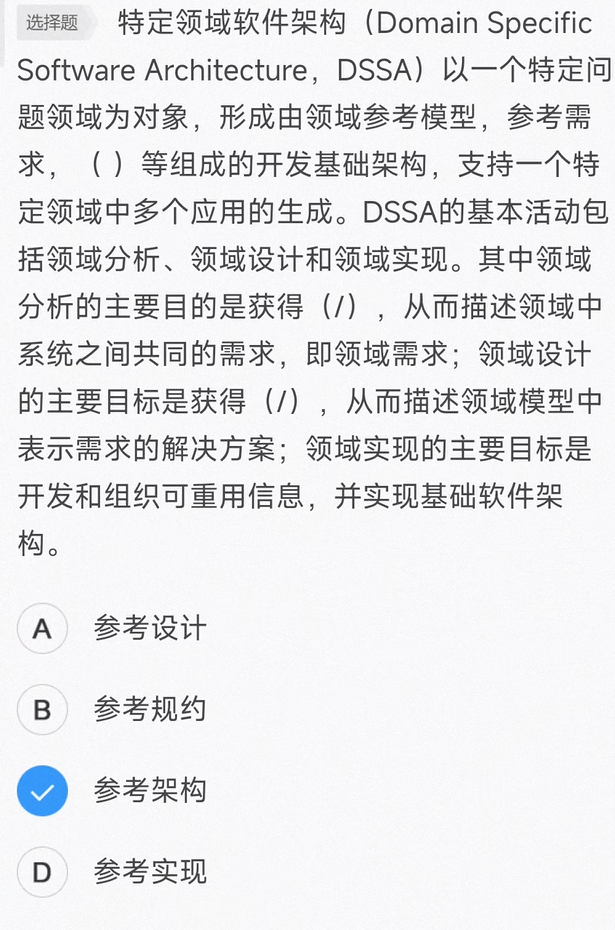 选择题 特定领域软件架构（Domain Specific
Software Architecture，DSSA）以一个特定问
题领域为对象，形成由领域参考模型，参考需
求，（ ）等组成的开发基础架构，支持一个特
定领域中多个应用的生成。DSSA的基本活动包
括领域分析、领域设计和领域实现。其中领域
分析的主要目的是获得（/），从而描述领域中
系统之间共同的需求，即领域需求；领域设计
的主要目标是获得（/），从而描述领域模型中
表示需求的解决方案；领域实现的主要目标是
开发和组织可重用信息，并实现基础软件架
构。
A 参考设计
B 参考规约
参考架构
D 参考实现